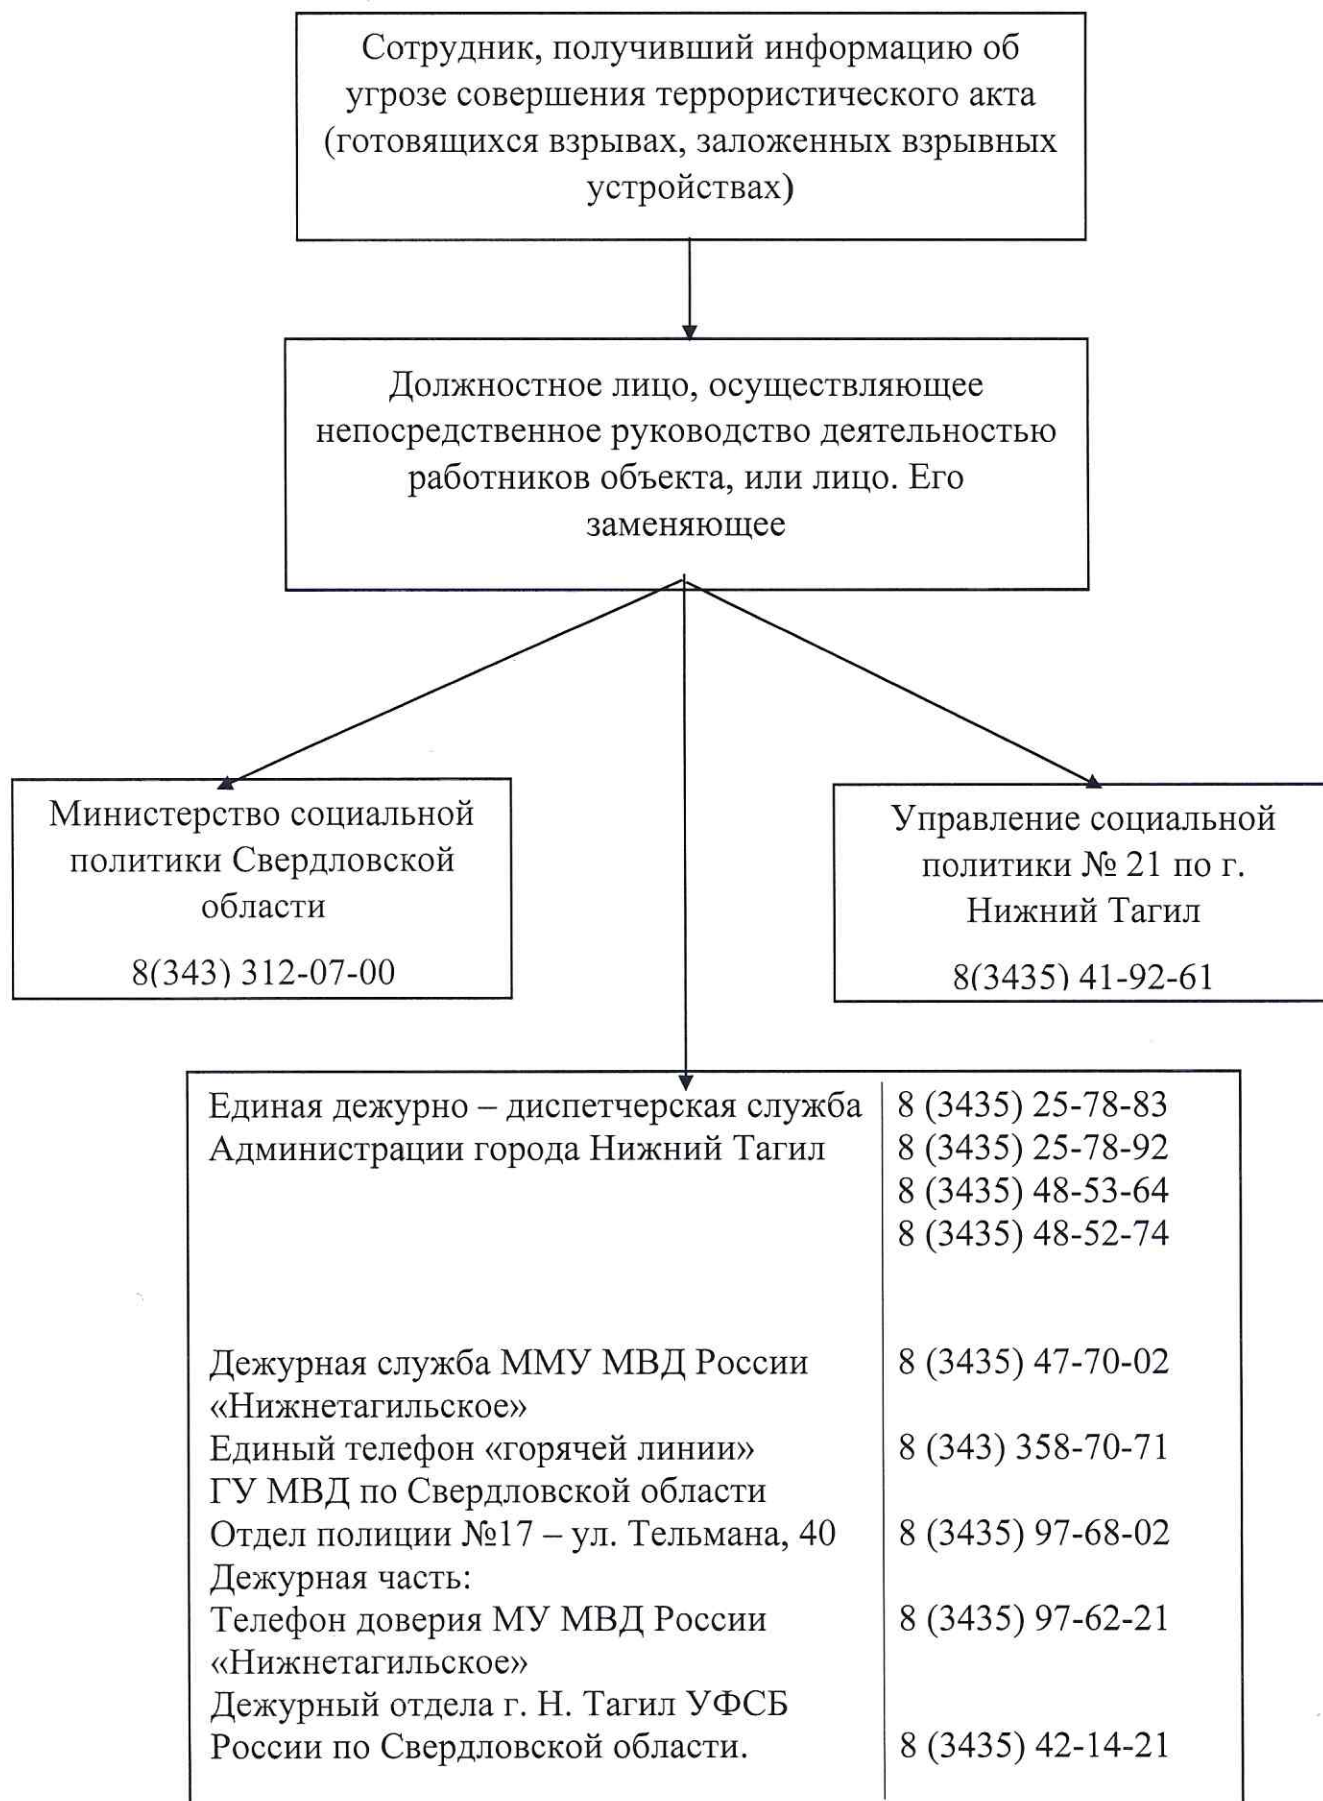 Сотрудник, получивший информацию об
угрозе совершения террористического акта
(готовящихся взрывах, заложенных взрывных
устройствах)
Должностное лицо, осуществляющее
непосредственное руководство деятельностью
работников объекта, или лицо. Его
заменяющее
Министерство социальной
политики Свердловской
области
8(343) 312-07-00
Управление социальной
политики № 21 по г.
Нижний Тагил
8(3435) 41-92-61
Единая дежурно – диспетчерская служба 8 (3435) 25-78-83
Администрации города Нижний Тагил 8 (3435) 25-78-92
8 (3435) 48-53-64
8 (3435) 48-52-74
Дежурная служба ММУ МВД России 8 (3435) 47-70-02
«Нижнетагильское»
Единый телефон «горячей линии» 8 (343) 358-70-71
ГУ МВД по Свердловской области
Отдел полиции №17 – ул. Тельмана, 40 8 (3435) 97-68-02
Дежурная часть:
Телефон доверия МУ МВД России 8 (3435) 97-62-21
«Нижнетагильское»
Дежурный отдела г. Н. Тагил УФСБ
России по Свердловской области. 8 (3435) 42-14-21